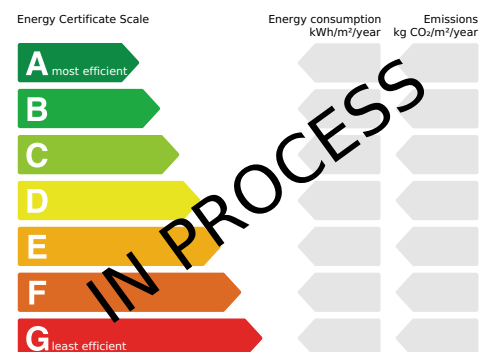 Energy Certificate Scale
Energy consumption
kWh/m²/year
Emissions
kg CO₂/m²/year
A most efficient
B
C
D
E
F
G least efficient
IN PROCESS